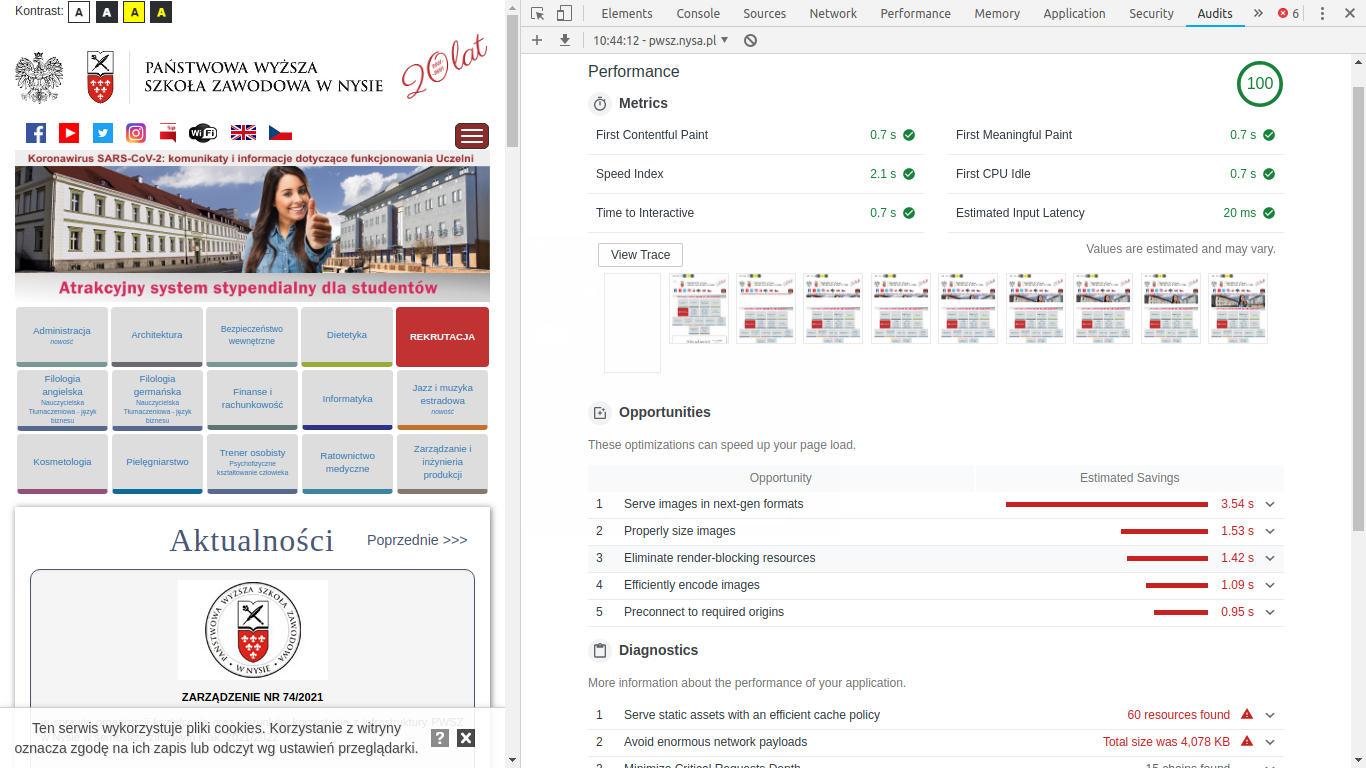 Kontrast: A A A A
PAŃSTWOWA WYŻSZA
SZKOŁA ZAWODOWA W NYSIE
20lat
bip
WiFi
Koronawirus SARS-CoV-2: komunikaty i informacje dotyczące funkcjonowania Uczelni
Atrakcyjny system stypendialny dla studentów
Administracja
nowość
Architektura
Bezpieczeństwo
wewnętrzne
Dietetyka
REKRUTACJA
Filologia
angielska
Nauczycielska
Tłumaczeniowa - język
biznesu
Filologia
germańska
Nauczycielska
Tłumaczeniowa - język
biznesu
Finanse i
rachunkowość
Informatyka
Jazz i muzyka
estradowa
nowość
Kosmetologia
Pielęgniarstwo
Trener osobisty
Psychofizyczne
kształtowanie człowieka
Ratownictwo
medyczne
Zarządzanie i
inżynieria
produkcji
Aktualności
Poprzednie >>>
PAŃSTWOWA WYŻSZA SZKOŁA ZAWODOWA
W NYSIE
ZARZĄDZENIE NR 74/2021
Ten serwis wykorzystuje pliki cookies. Korzystanie z witryny
oznacza zgodę na ich zapis lub odczyt wg ustawień przeglądarki.
?
Elements Console Sources Network Performance Memory Application Security Audits » 6
10:44:12 - pwsz.nysa.pl
Performance
100
Metrics
First Contentful Paint 0.7 s
First Meaningful Paint 0.7 s
Speed Index 2.1 s
First CPU Idle 0.7 s
Time to Interactive 0.7 s
Estimated Input Latency 20 ms
View Trace
Values are estimated and may vary.
Opportunities
These optimizations can speed up your page load.
Opportunity Estimated Savings
1 Serve images in next-gen formats 3.54 s
2 Properly size images 1.53 s
3 Eliminate render-blocking resources 1.42 s
4 Efficiently encode images 1.09 s
5 Preconnect to required origins 0.95 s
Diagnostics
More information about the performance of your application.
1 Serve static assets with an efficient cache policy 60 resources found
2 Avoid enormous network payloads Total size was 4,078 KB
3 Minimize Critical Requests Depth 15 chains found